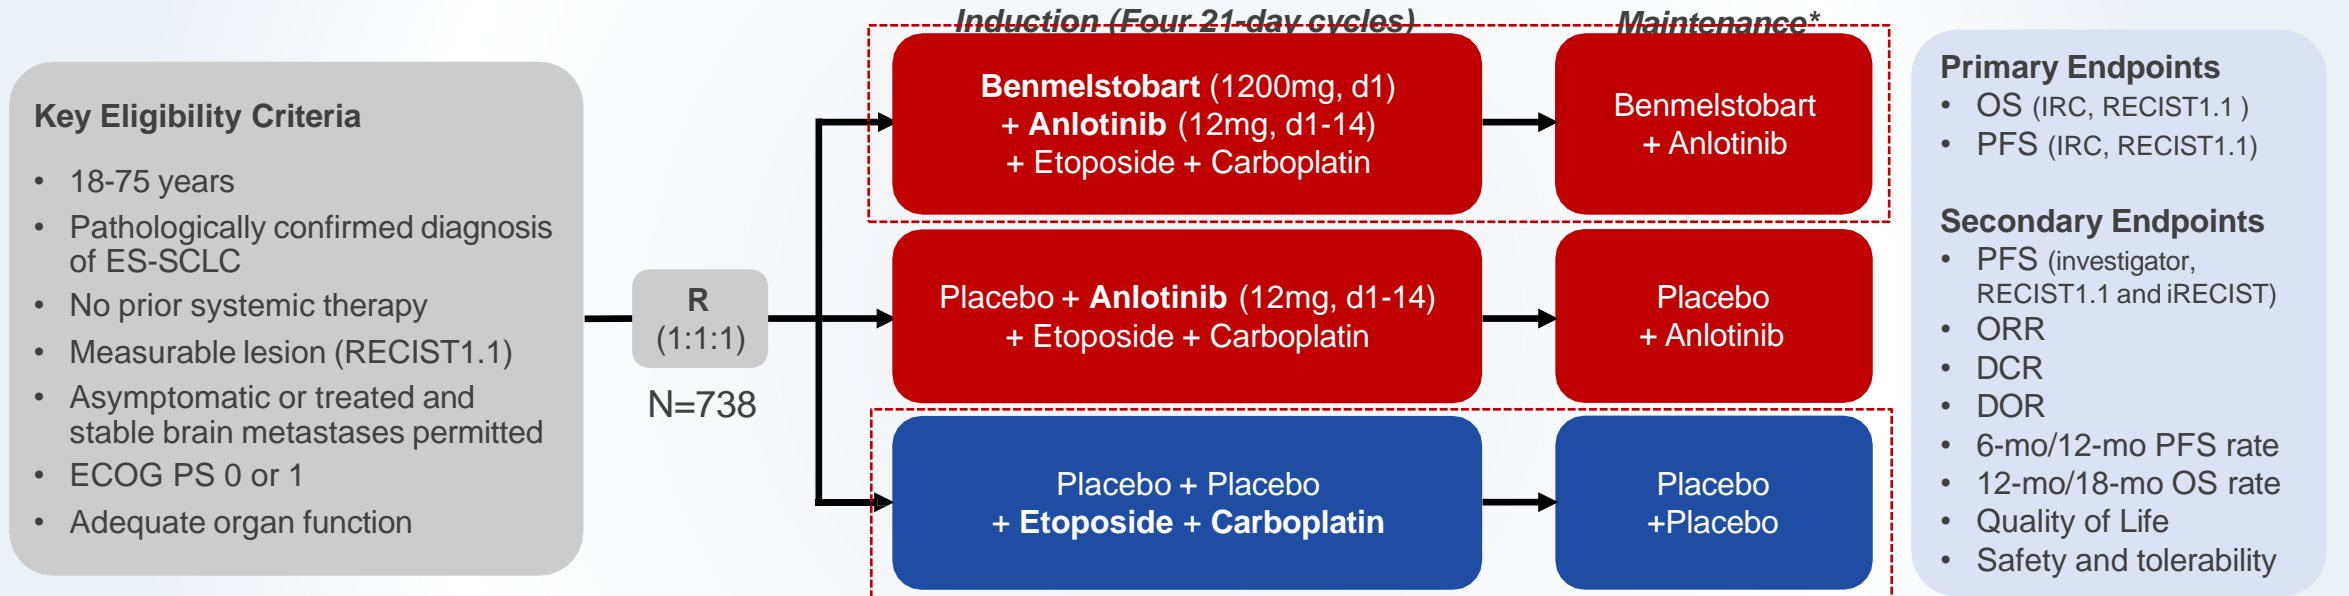 Induction (Four 21-day cycles)
Maintenance*
Key Eligibility Criteria
• 18-75 years
• Pathologically confirmed diagnosis
of ES-SCLC
• No prior systemic therapy
• Measurable lesion (RECIST1.1)
• Asymptomatic or treated and
stable brain metastases permitted
• ECOG PS 0 or 1
• Adequate organ function
R
(1:1:1)
N=738
Benmelstobart (1200mg, d1)
+ Anlotinib (12mg, d1-14)
+ Etoposide + Carboplatin
Benmelstobart
+ Anlotinib
Placebo + Anlotinib (12mg, d1-14)
+ Etoposide + Carboplatin
Placebo
+ Anlotinib
Placebo + Placebo
+ Etoposide + Carboplatin
Placebo
+Placebo
Primary Endpoints
• OS (IRC, RECIST1.1 )
• PFS (IRC, RECIST1.1)
Secondary Endpoints
• PFS (investigator,
RECIST1.1 and iRECIST)
• ORR
• DCR
• DOR
• 6-mo/12-mo PFS rate
• 12-mo/18-mo OS rate
• Quality of Life
• Safety and tolerability